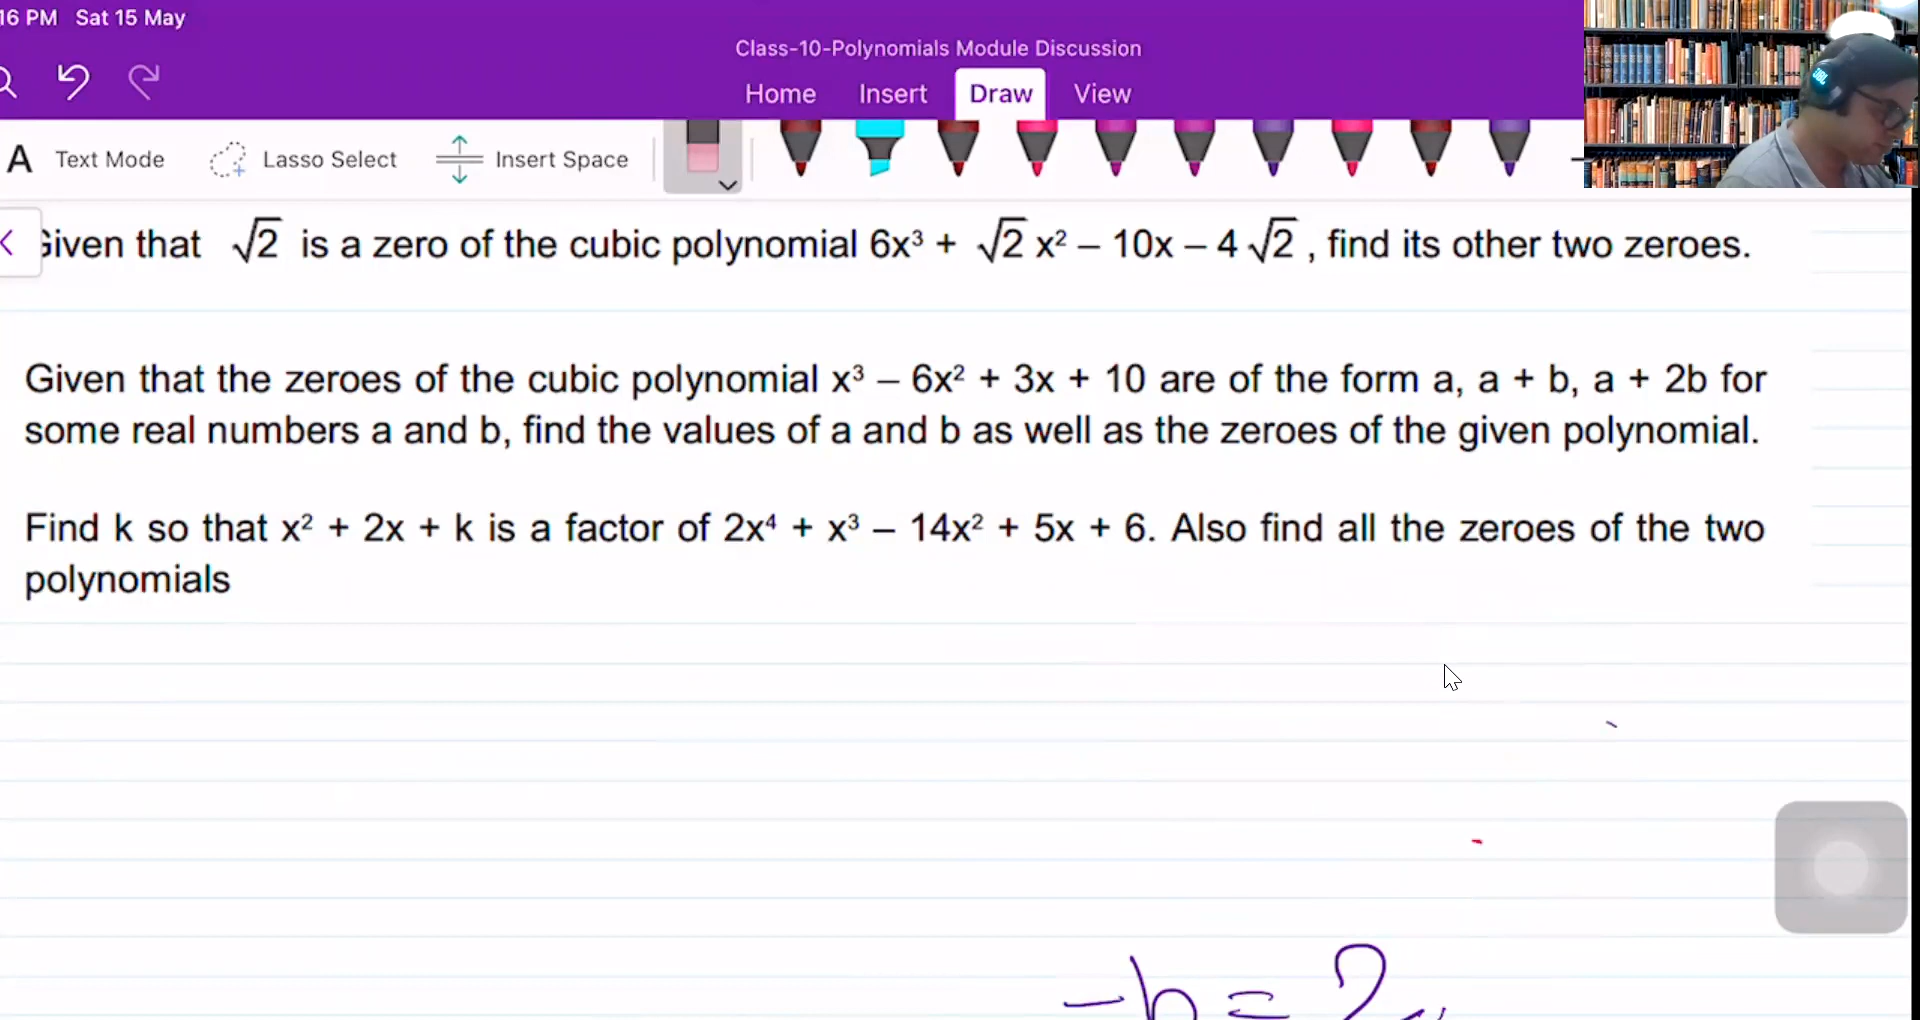 16 PM Sat 15 May
Class-10-Polynomials Module Discussion
Home Insert Draw View
A Text Mode Lasso Select Insert Space
Given that √2 is a zero of the cubic polynomial 6x³ + √2 x² – 10x – 4 √2 , find its other two zeroes.
Given that the zeroes of the cubic polynomial x³ – 6x² + 3x + 10 are of the form a, a + b, a + 2b for
some real numbers a and b, find the values of a and b as well as the zeroes of the given polynomial.
Find k so that x² + 2x + k is a factor of 2x⁴ + x³ – 14x² + 5x + 6. Also find all the zeroes of the two
polynomials
-b = 2